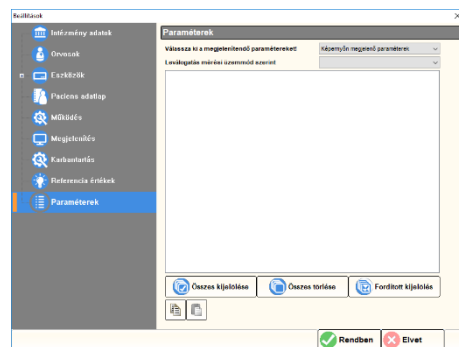 Beállítások
Intézmény adatok
Orvosok
Eszközök
Páciens adatlap
Működés
Megjelenítés
Karbantartás
Referencia értékek
Paraméterek
Paraméterek
Válassza ki a megjelenítendő paramétereket!
Képernyőn megjelenő paraméterek
Leválogatás mérési üzemmód szerint
Összes kijelölése
Összes törlése
Fordított kijelölés
Rendben
Elvet